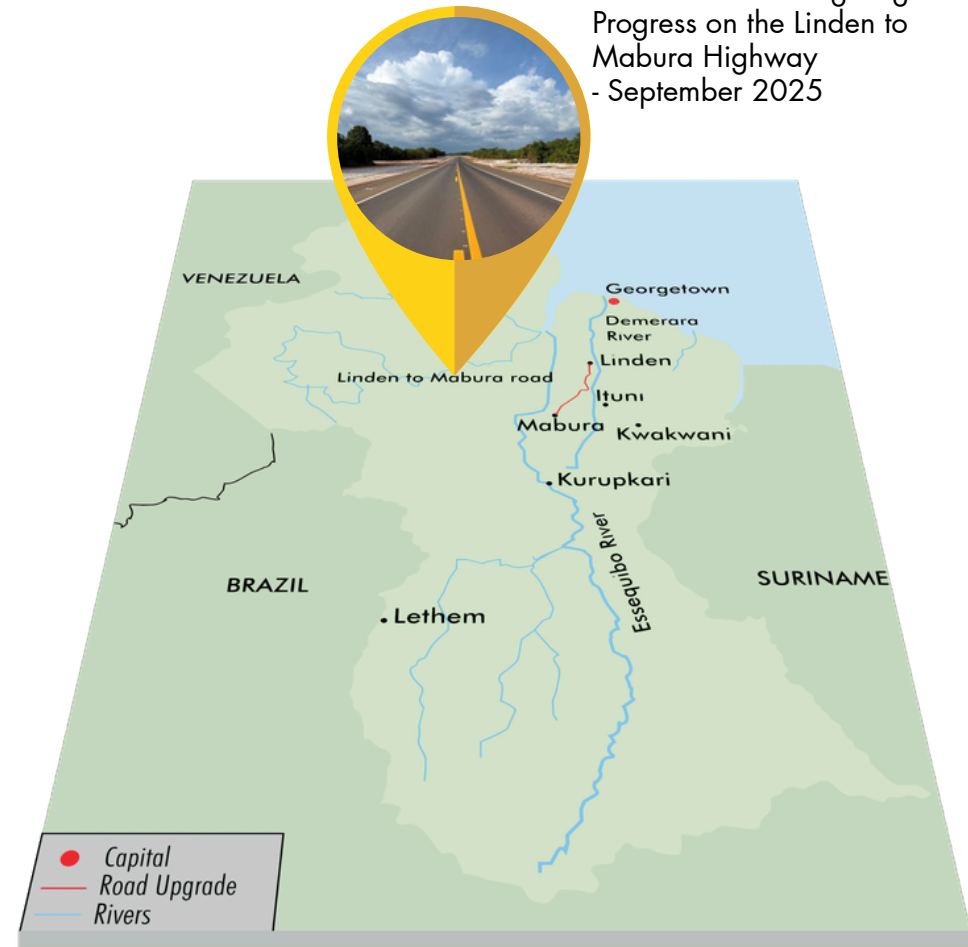 Progress on the Linden to
Mabura Highway
- September 2025
VENEZUELA
Georgetown
Demerara
River
Linden
Linden to Mabura road
Ituni
Mabura
Kwakwani
Kurupkari
Essequibo River
BRAZIL
SURINAME
Lethem
Capital
Road Upgrade
Rivers